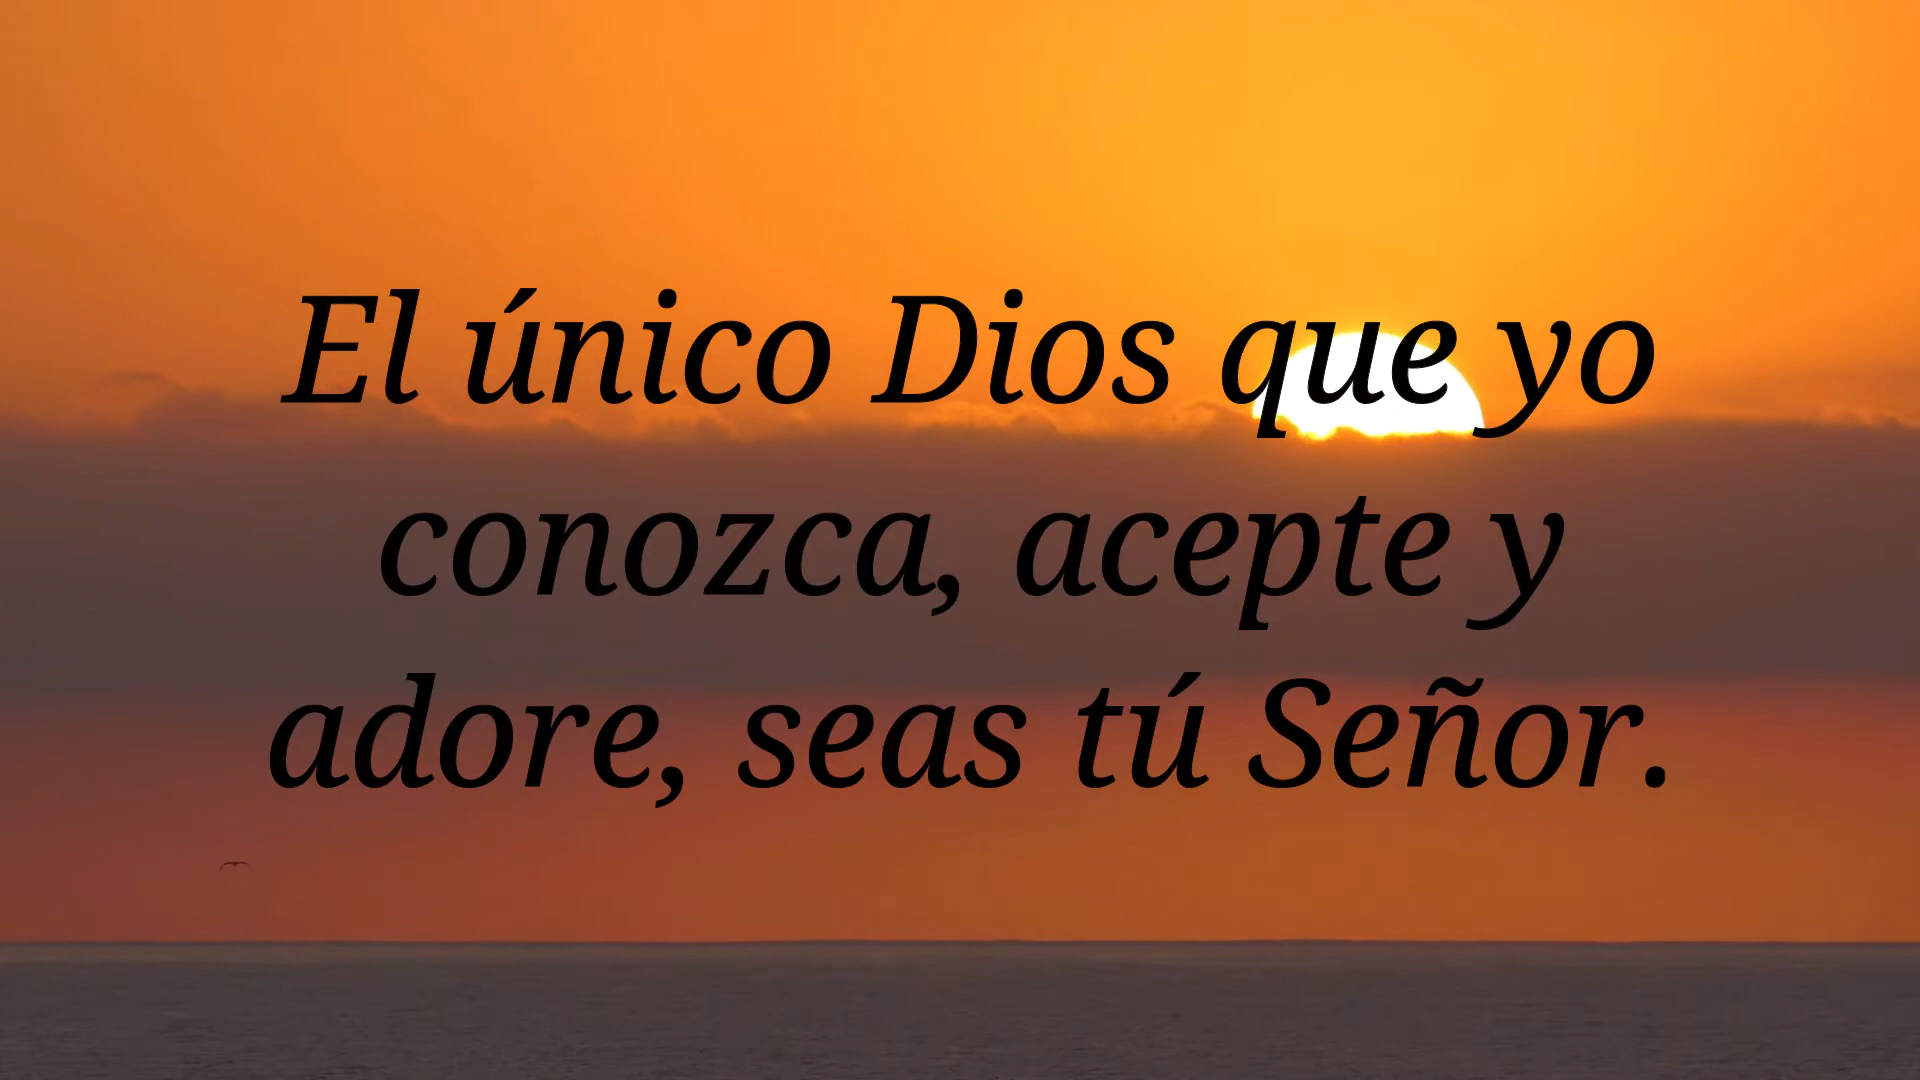 El único Dios que yo
conozca, acepte y
adore, seas tú Señor.